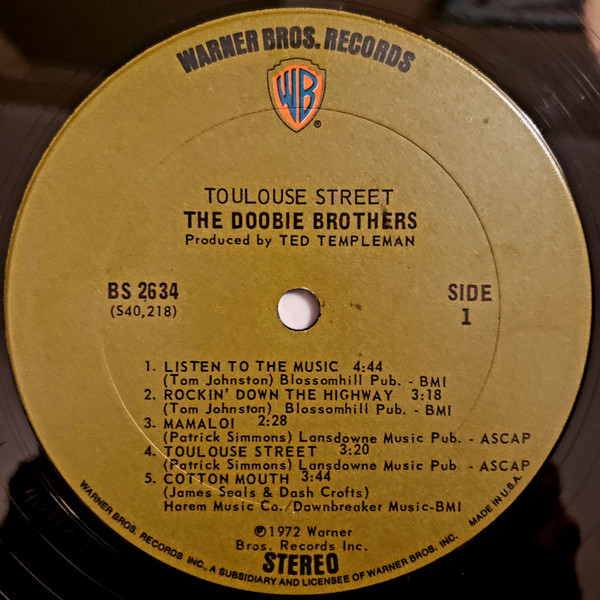 WARNER BROS. RECORDS
WB
®
TOULOUSE STREET
THE DOOBIE BROTHERS
Produced by TED TEMPLEMAN
BS 2634
(S40,218)
SIDE
1
1. LISTEN TO THE MUSIC 4:44
(Tom Johnston) Blossomhill Pub. - BMI
2. ROCKIN' DOWN THE HIGHWAY 3:18
(Tom Johnston) Blossomhill Pub. - BMI
3. MAMALOI 2:28
(Patrick Simmons) Lansdowne Music Pub. - ASCAP
4. TOULOUSE STREET 3:20
(Patrick Simmons) Lansdowne Music Pub - ASCAP
5. COTTON MOUTH 3:44
(James Seals & Dash Crofts)
Harem Music Co./Dawnbreaker Music-BMI
℗1972 Warner
Bros. Records Inc.
STEREO
WARNER BROS. RECORDS INC., A SUBSIDIARY AND LICENSEE OF WARNER BROS. INC. MADE IN U.S.A.